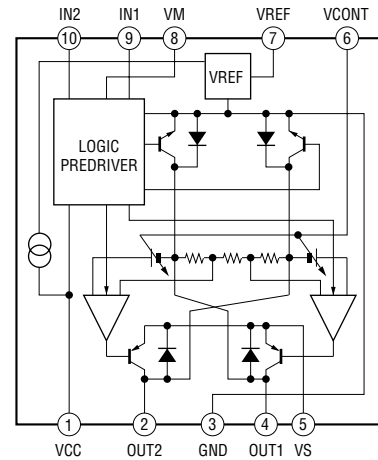 IN2 IN1 VM VREF VCONT
10 9 8 7 6
VREF
LOGIC
PREDRIVER
1 2 3 4 5
VCC OUT2 GND OUT1 VS